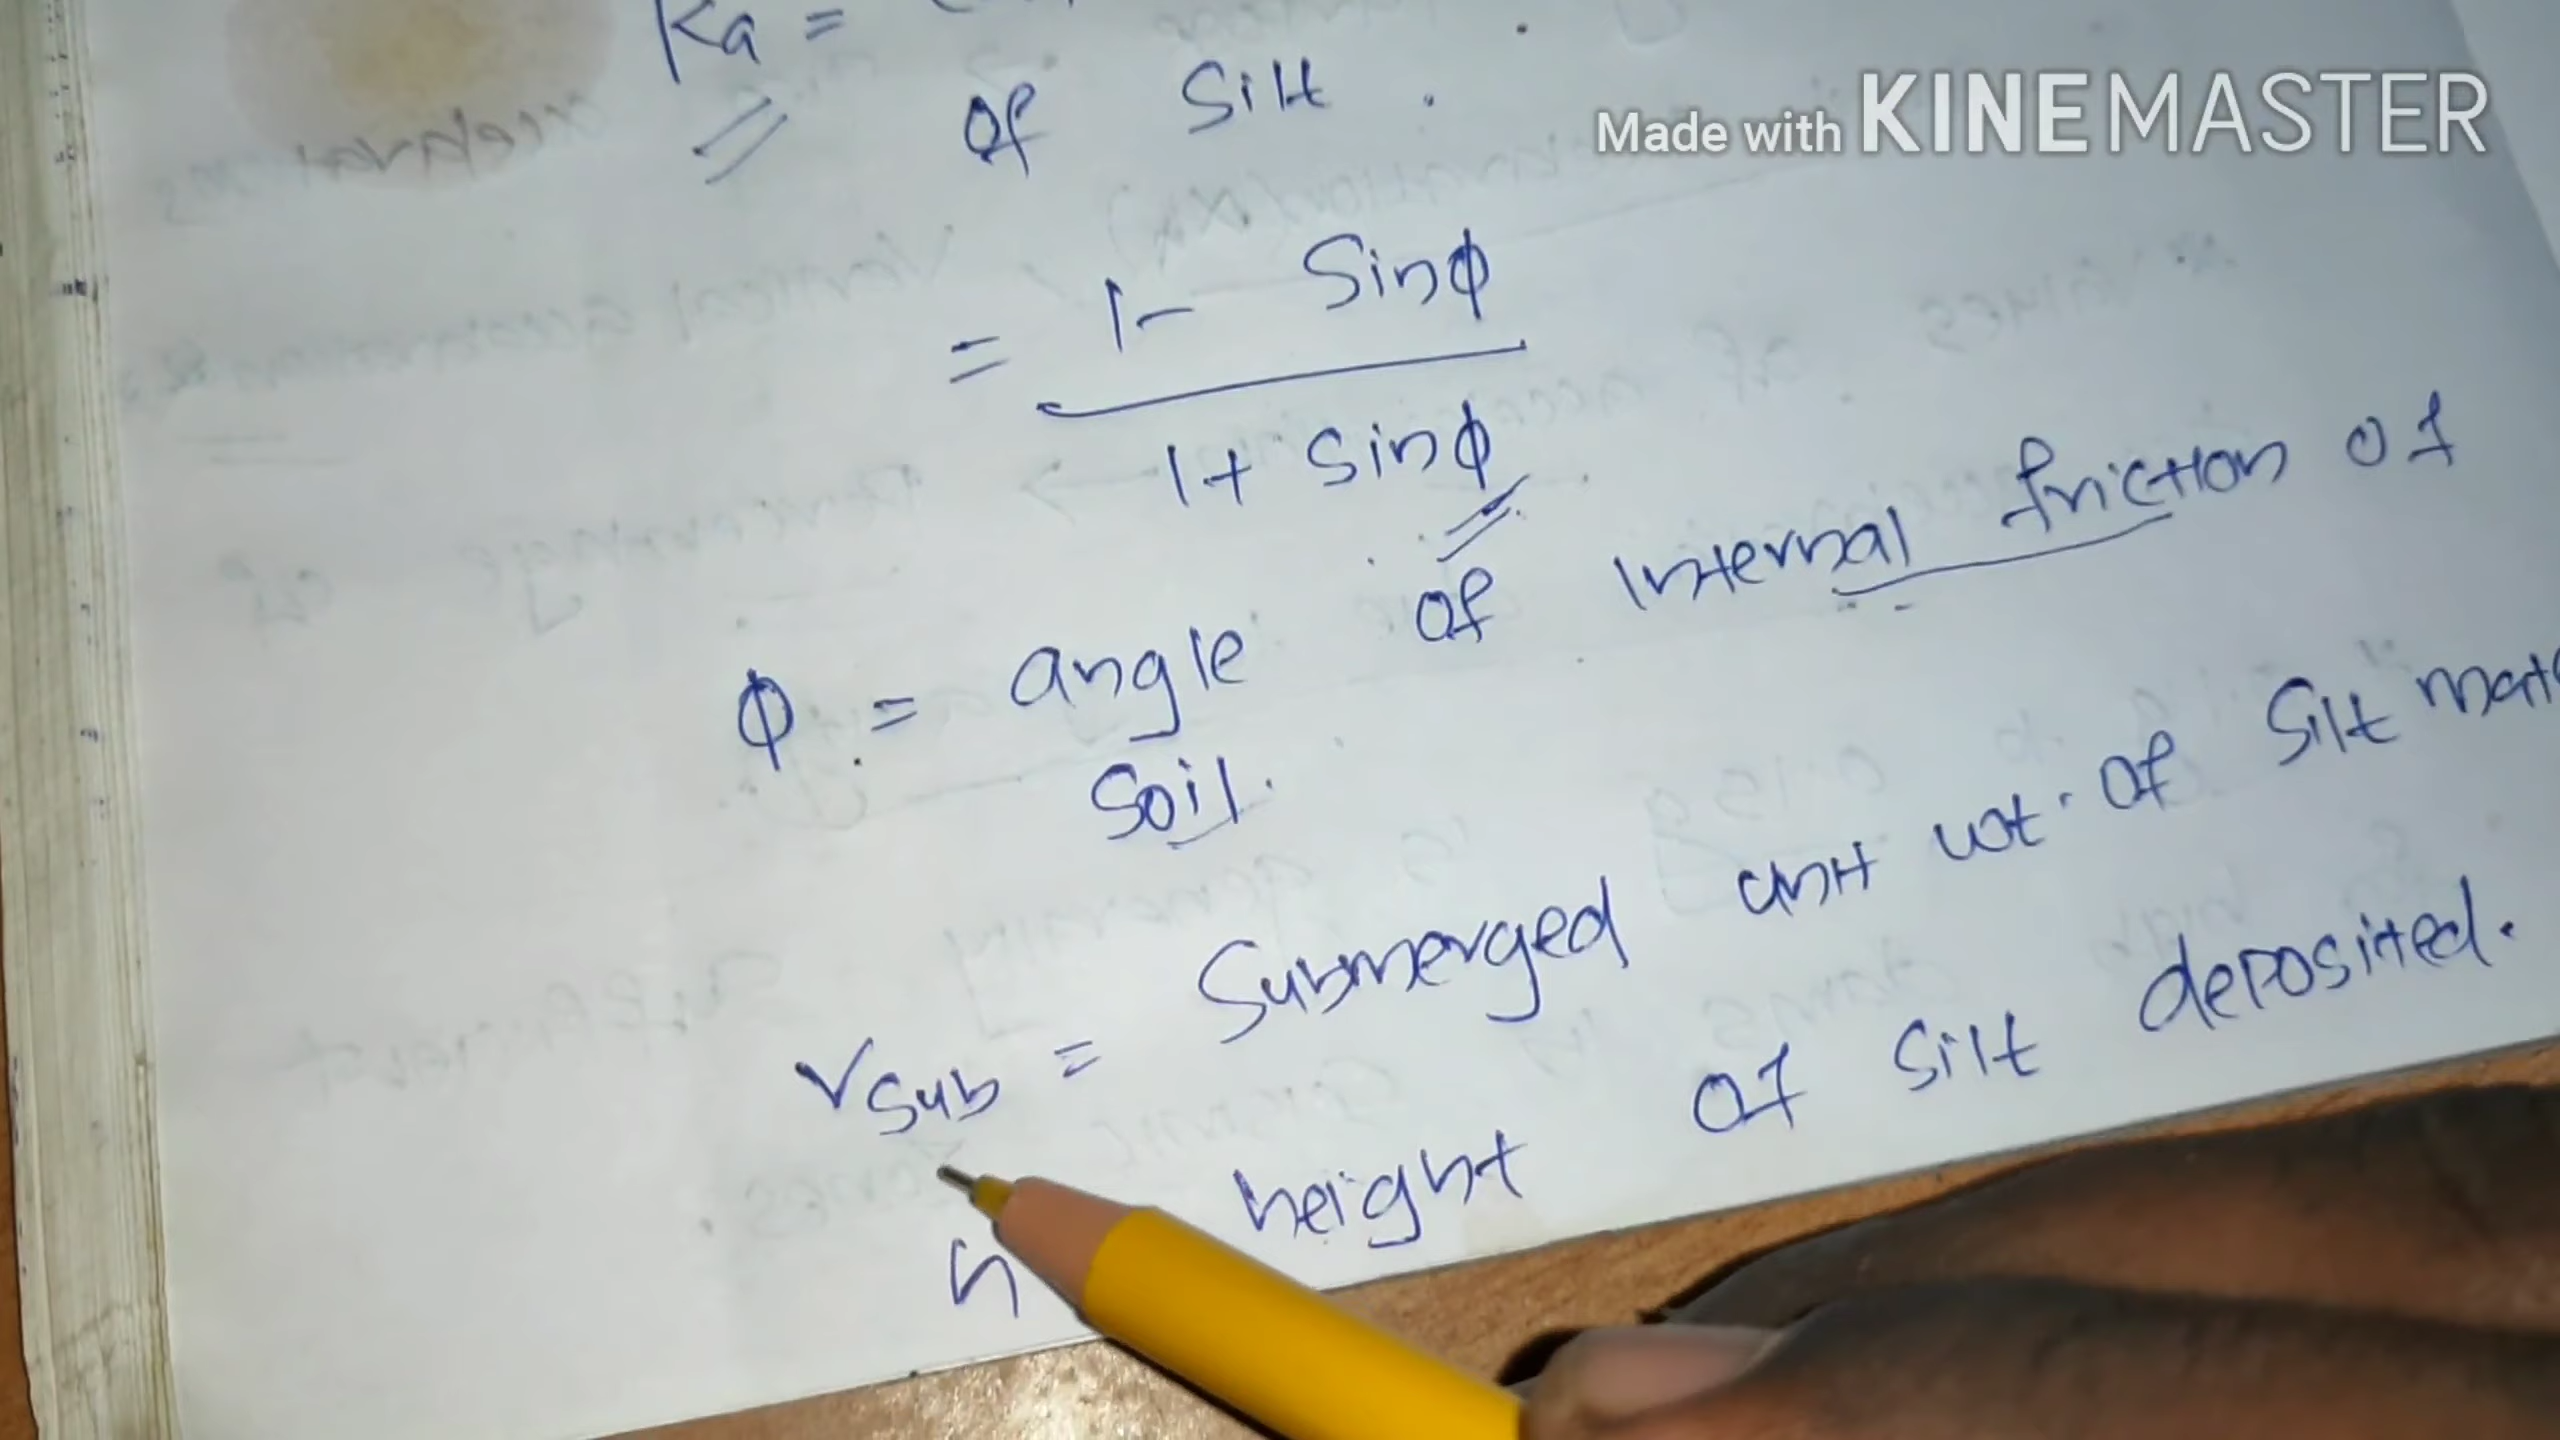 Ka =
of silt.
Made with KINEMASTER
= 1 - Sinφ
1 + Sinφ
φ = angle of internal friction of
Soil.
γsub = Submerged unit wt. of silt
h height of silt deposited.